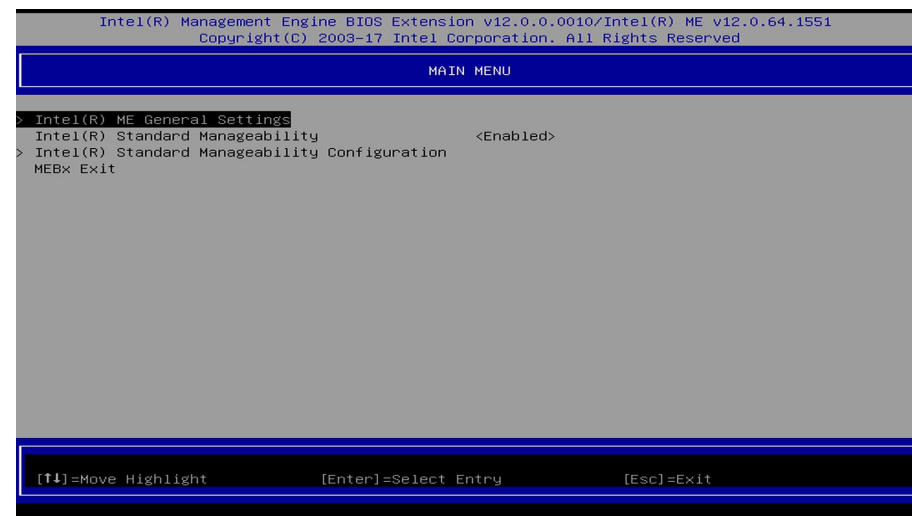 Intel(R) Management Engine BIOS Extension v12.0.0.0010/Intel(R) ME v12.0.64.1551
Copyright(C) 2003-17 Intel Corporation. All Rights Reserved
MAIN MENU
> Intel(R) ME General Settings
Intel(R) Standard Manageability <Enabled>
> Intel(R) Standard Manageability Configuration
MEBx Exit
[↑↓]=Move Highlight [Enter]=Select Entry [Esc]=Exit